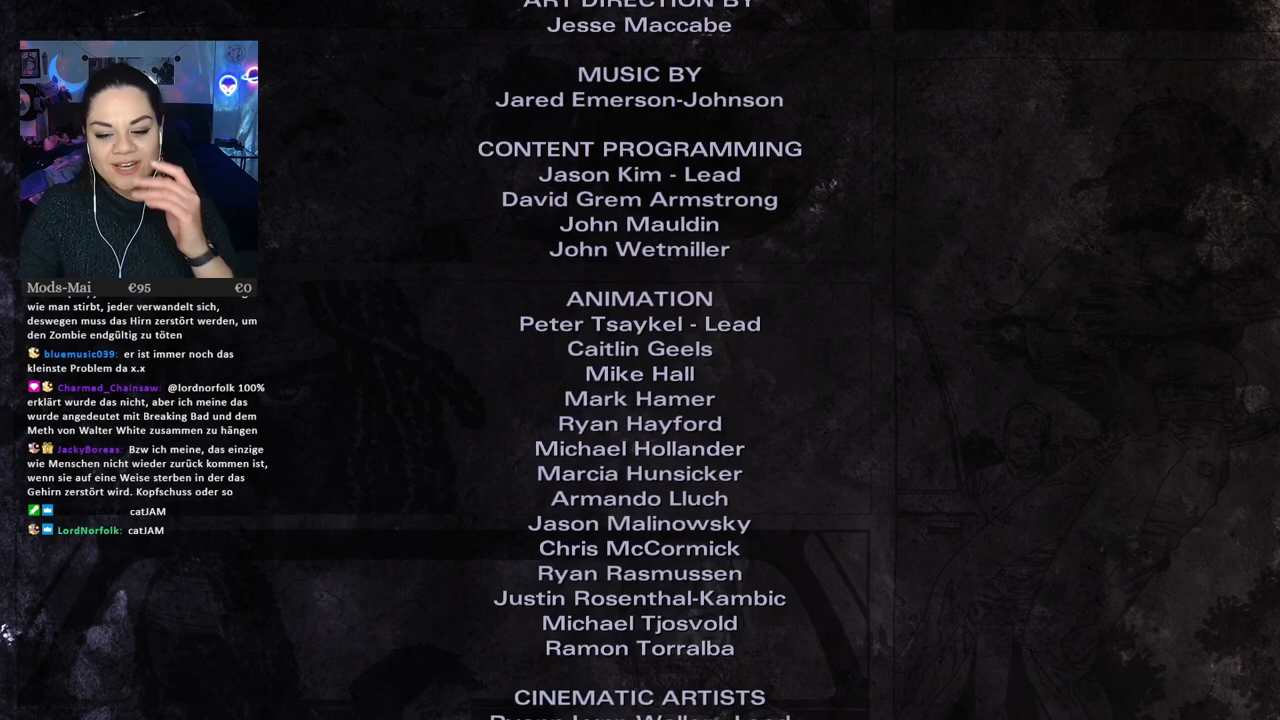 ART DIRECTION BY
Jesse Maccabe
MUSIC BY
Jared Emerson-Johnson
CONTENT PROGRAMMING
Jason Kim - Lead
David Grem Armstrong
John Mauldin
John Wetmiller
ANIMATION
Peter Tsaykel - Lead
Caitlin Geels
Mike Hall
Mark Hamer
Ryan Hayford
Michael Hollander
Marcia Hunsicker
Armando Lluch
Jason Malinowsky
Chris McCormick
Ryan Rasmussen
Justin Rosenthal-Kambic
Michael Tjosvold
Ramon Torralba
CINEMATIC ARTISTS
Mods-Mai €95 €0
wie man stirbt, jeder verwandelt sich,
deswegen muss das Hirn zerstört werden, um
den Zombie endgültig zu töten
bluemusic039: er ist immer noch das
kleinste Problem da x.x
Charmed_Chainsaw: @lordnorfolk 100%
erklärt wurde das nicht, aber ich meine das
wurde angedeutet mit Breaking Bad und dem
Meth von Walter White zusammen zu hängen
JackyBoreas: Bzw ich meine, das einzige
wie Menschen nicht wieder zurück kommen ist,
wenn sie auf eine Weise sterben in der das
Gehirn zerstört wird. Kopfschuss oder so
catJAM
LordNorfolk: catJAM